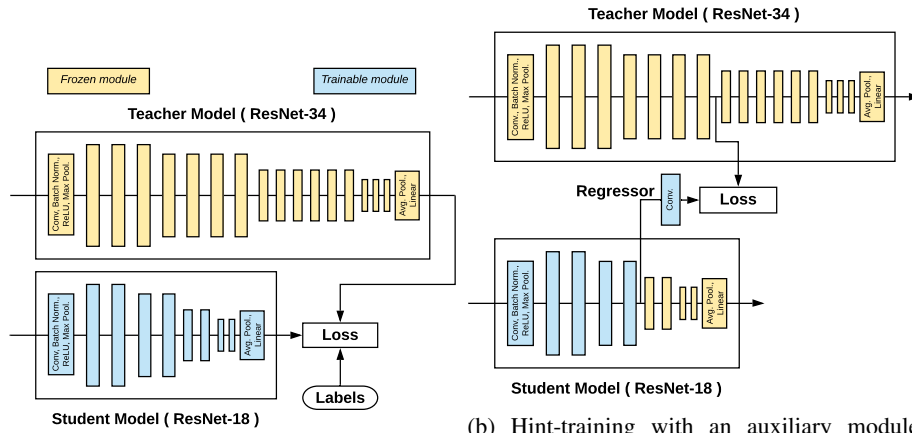 Frozen module
Trainable module
Teacher Model ( ResNet-34)
Conv, Batch Norm.,
ReLU, Max Pool.
Avg. Pool.,
Linear
Conv, Batch Norm.,
ReLU, Max Pool.
Avg. Pool.,
Linear
Loss
Labels
Student Model ( ResNet-18 )
Teacher Model ( ResNet-34)
Conv., Batch Norm.,
ReLU, Max Pool.
Avg. Pool.,
Linear
Regressor
Conv.
Loss
Conv, Batch Norm.,
ReLU, Max Pool.
Avg. Pool.,
Linear
Student Model ( ResNet-18)
(b) Hint-training with an auxiliary module